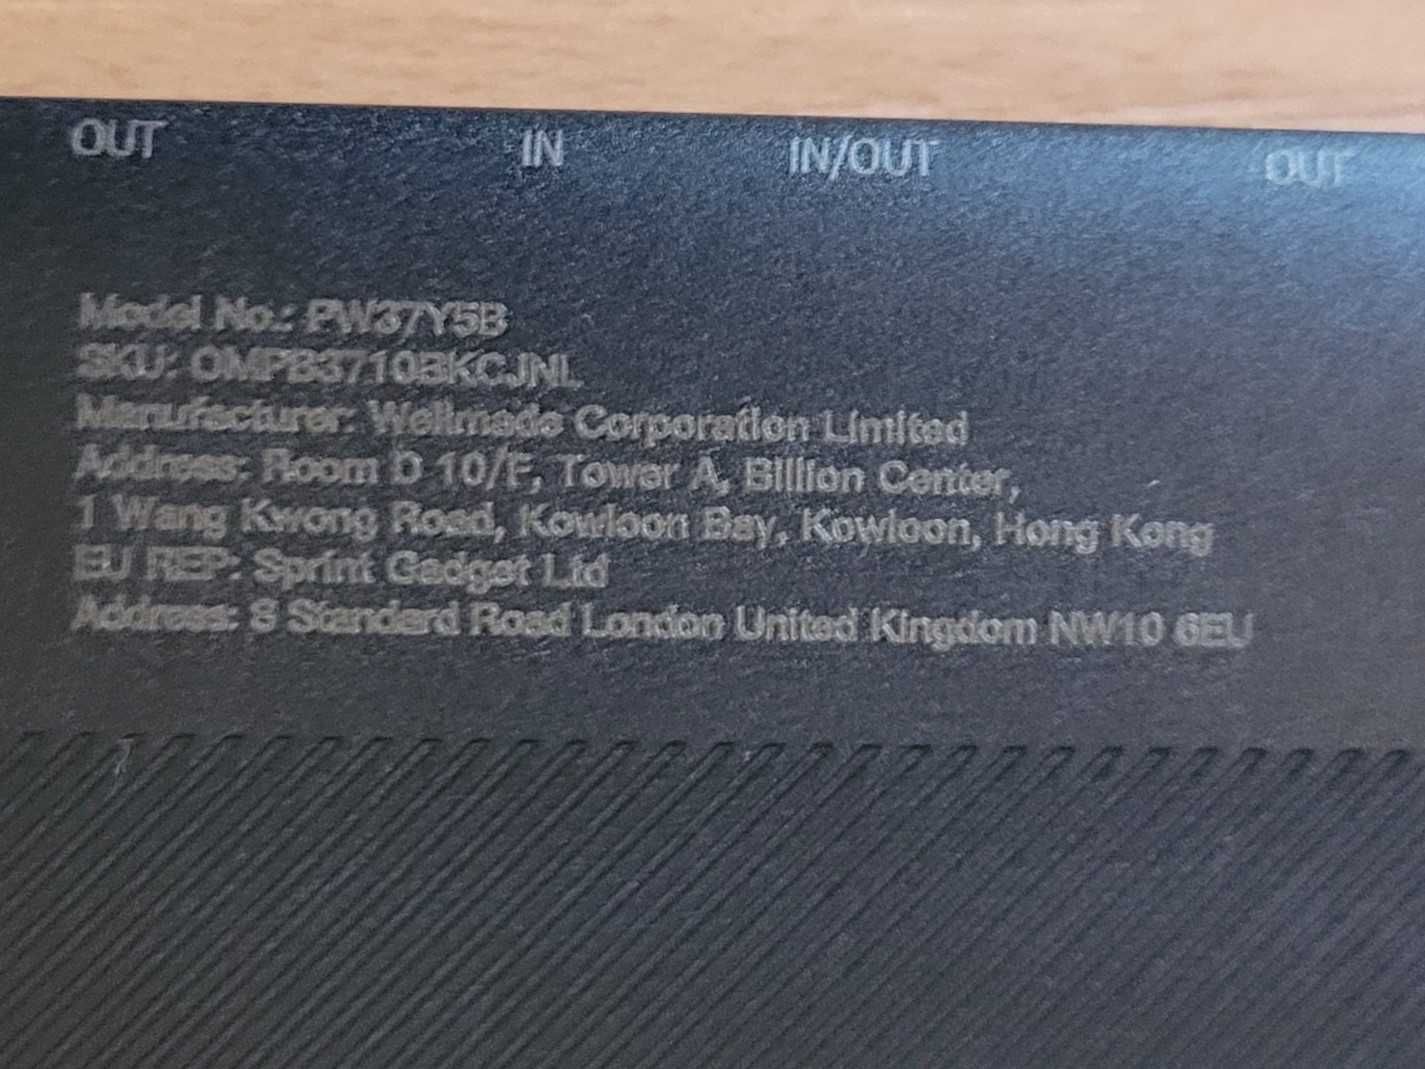 OUT IN IN/OUT OUT
Model No.: PW37Y5B
SKU: OMPB3710BKCJNL
Manufacturer: Wellmade Corporation Limited
Address: Room D 10/F, Tower A, Billion Center,
1 Wang Kwong Road, Kowloon Bay, Kowloon, Hong Kong
EU REP: Sprint Gadget Ltd
Address: 8 Standard Road London United Kingdom NW10 6EU